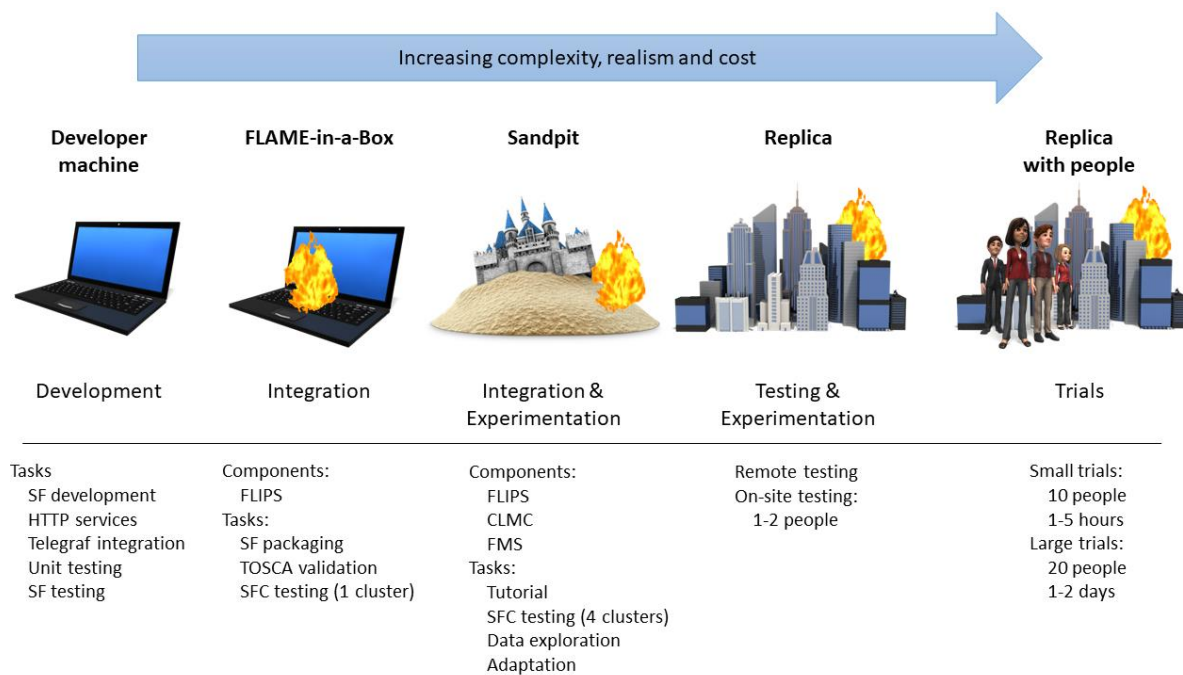 Increasing complexity, realism and cost
Developer
machine
FLAME-in-a-Box
Sandpit
Replica
Replica
with people
Development
Integration
Integration &
Experimentation
Testing &
Experimentation
Trials
Tasks
SF development
HTTP services
Telegraf integration
Unit testing
SF testing
Components:
FLIPS
Tasks:
SF packaging
TOSCA validation
SFC testing (1 cluster)
Components:
FLIPS
CLMC
FMS
Tasks:
Tutorial
SFC testing (4 clusters)
Data exploration
Adaptation
Remote testing
On-site testing:
1-2 people
Small trials:
10 people
1-5 hours
Large trials:
20 people
1-2 days